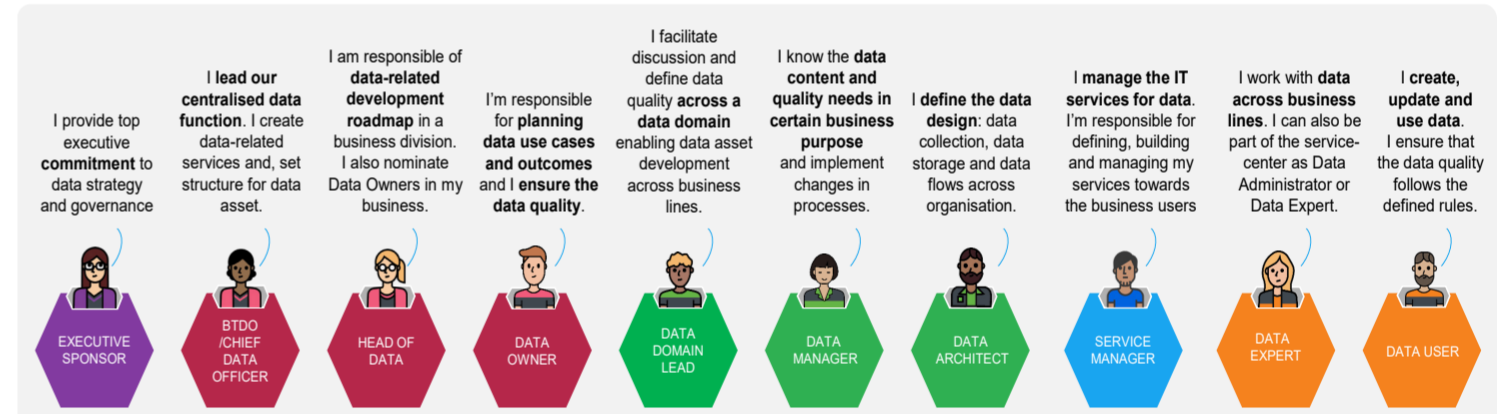 I provide top
executive
commitment to
data strategy
and governance
EXECUTIVE
SPONSOR
I lead our
centralised data
function. I create
data-related
services and, set
structure for data
asset.
BTDO
/CHIEF
DATA
OFFICER
I am responsible of
data-related
development
roadmap in a
business division.
I also nominate
Data Owners in my
business.
HEAD OF
DATA
I'm responsible
for planning
data use cases
and outcomes
and I ensure the
data quality.
DATA
OWNER
I facilitate
discussion and
define data
quality across a
data domain
enabling data asset
development
across business
lines.
DATA
DOMAIN
LEAD
I know the data
content and
quality needs in
certain business
purpose
and implement
changes in
processes.
DATA
MANAGER
I define the data
design: data
collection, data
storage and data
flows across
organisation.
DATA
ARCHITECT
I manage the IT
services for data.
I'm responsible for
defining, building
and managing my
services towards
the business users
SERVICE
MANAGER
I work with data
across business
lines. I can also be
part of the service-
center as Data
Administrator or
Data Expert.
DATA
EXPERT
I create,
update and
use data.
I ensure that
the data quality
follows the
defined rules.
DATA USER